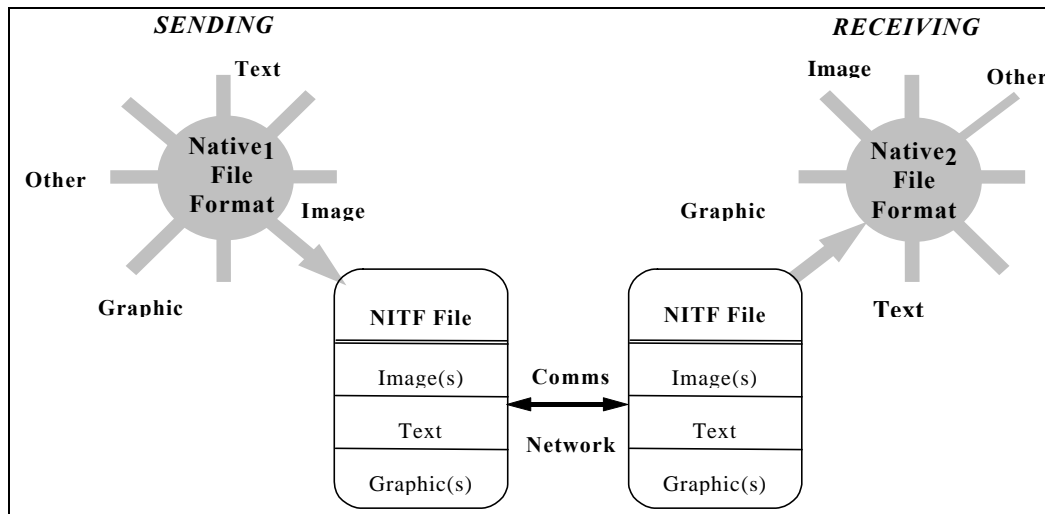 SENDING
RECEIVING
Text
Image
Other
Native1
File
Format
Native2
File
Format
Other
Image
Graphic
Graphic
Text
NITF File
Image(s)
Text
Graphic(s)
Comms
Network
NITF File
Image(s)
Text
Graphic(s)